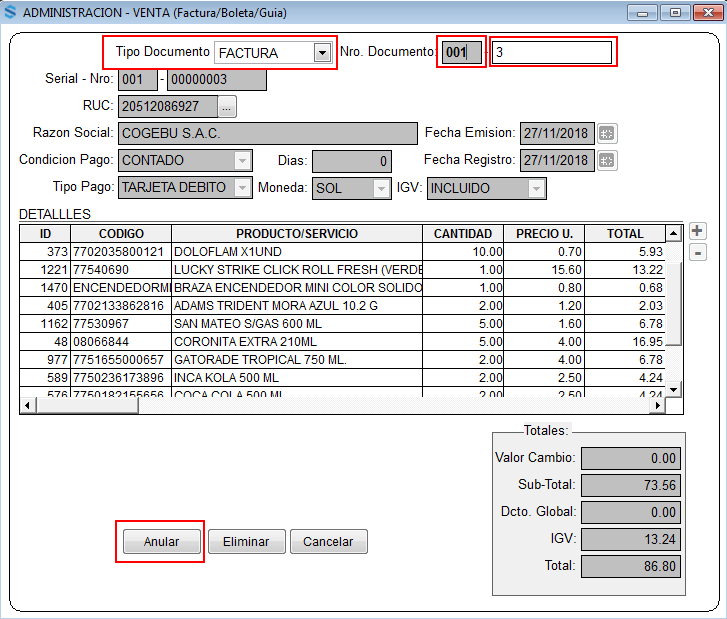 ADMINISTRACION - VENTA (Factura/Boleta/Guia)
Tipo Documento FACTURA Nro. Documento: 001 - 3
Serial - Nro: 001 - 00000003
RUC: 20512086927 ...
Razon Social: COGEBU S.A.C. Fecha Emision: 27/11/2018
Condicion Pago: CONTADO Dias: 0 Fecha Registro: 27/11/2018
Tipo Pago: TARJETA DEBITO Moneda: SOL IGV: INCLUIDO
DETALLLES
ID CODIGO PRODUCTO/SERVICIO CANTIDAD PRECIO U. TOTAL
373 7702035800121 DOLOFLAM X1UND 10.00 0.70 5.93
1221 77540690 LUCKY STRIKE CLICK ROLL FRESH (VERDE 1.00 15.60 13.22
1470 ENCENDEDORMI BRAZA ENCENDEDOR MINI COLOR SOLIDO 1.00 0.80 0.68
405 7702133862816 ADAMS TRIDENT MORA AZUL 10.2 G 2.00 1.20 2.03
1162 77530967 SAN MATEO S/GAS 600 ML 5.00 1.60 6.78
48 08066844 CORONITA EXTRA 210ML 5.00 4.00 16.95
977 7751655000657 GATORADE TROPICAL 750 ML. 2.00 4.00 6.78
589 7750236173896 INCA KOLA 500 ML 2.00 2.50 4.24
576 7750182155656 COCA COLA 500 ML 2.00 2.50 4.24
Totales:
Valor Cambio: 0.00
Sub-Total: 73.56
Dcto. Global: 0.00
IGV: 13.24
Total: 86.80
Anular Eliminar Cancelar